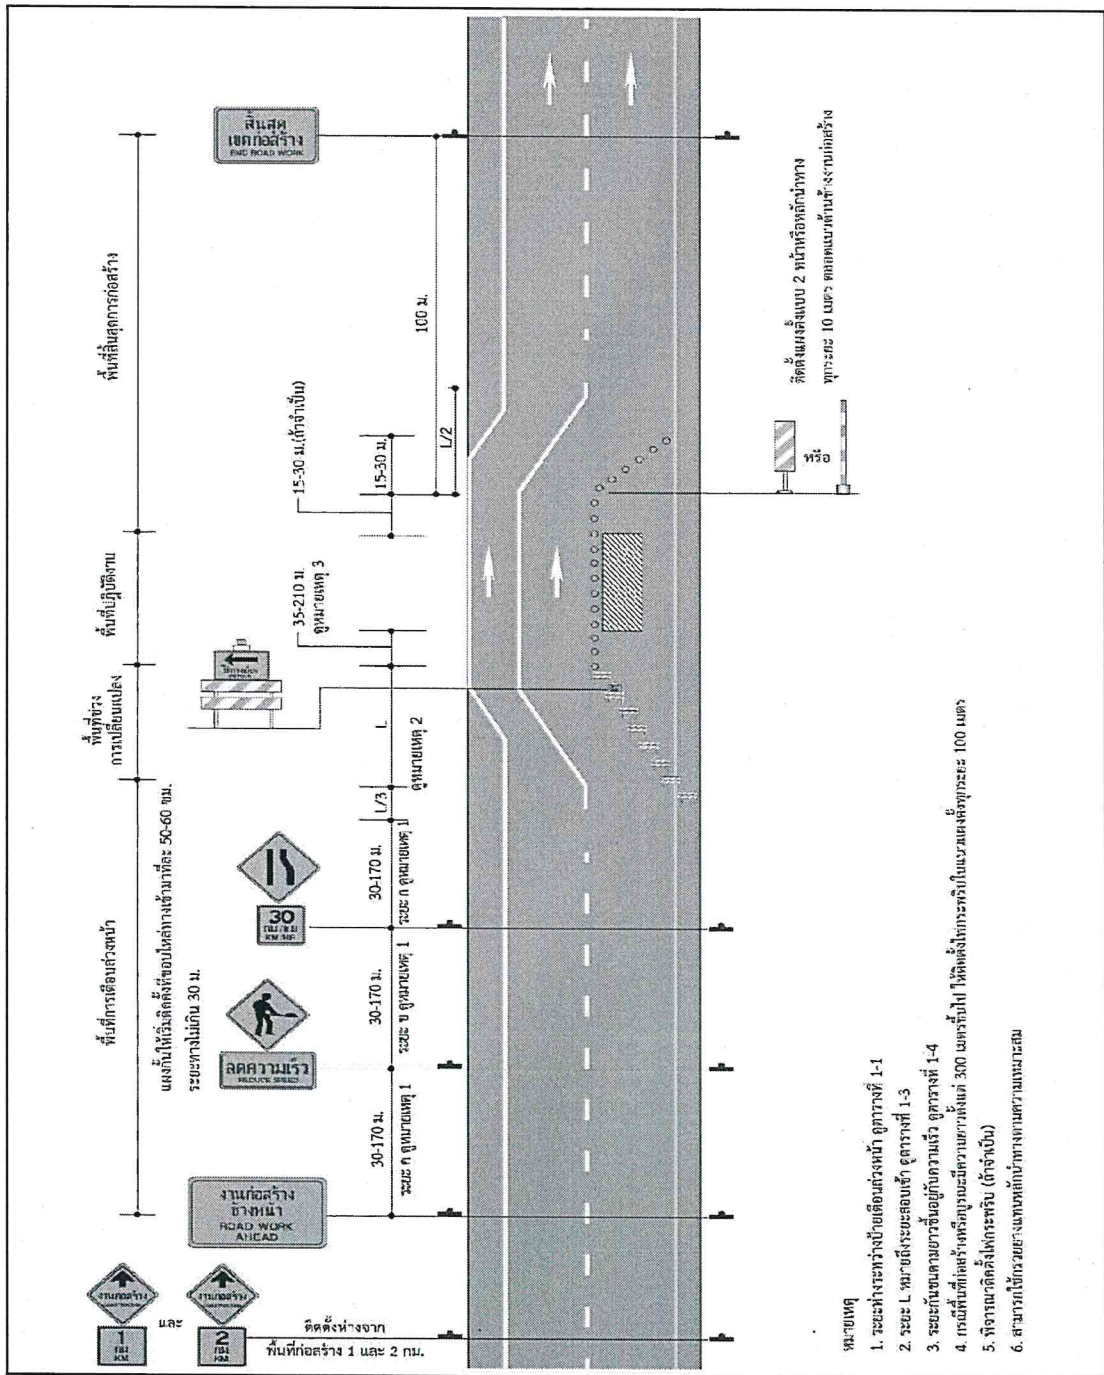 สิ้นสุด
เขตก่อสร้าง
END ROAD WORK
พื้นที่สิ้นสุดการก่อสร้าง
100 ม.
15-30 ม.(ถ้าจำเป็น)
15-30 ม.
L/2
ติดตั้งแผงตั้งแบบ 2 หน้าหรือหลักนำทาง
ทุกระยะ 10 เมตร ตลอดแนวด้านข้างงานก่อสร้าง
หรือ
พื้นที่ปฏิบัติงาน
35-210 ม.
ดูหมายเหตุ 3
พื้นที่ช่วง
การเปลี่ยนแปลง
L
ดูหมายเหตุ 2
L/3
พื้นที่การเตือนล่วงหน้า
แผงกั้นให้เริ่มติดตั้งที่ขอบไหล่ทางเข้ามาทีละ 50-60 ซม.
ระยะทางไม่เกิน 30 ม.
30
กม./ชม.
30-170 ม.
ระยะ ก ดูหมายเหตุ 1
30-170 ม.
ระยะ ข ดูหมายเหตุ 1
ลดความเร็ว
REDUCE SPEED
30-170 ม.
ระยะ ก ดูหมายเหตุ 1
งานก่อสร้าง
ข้างหน้า
ROAD WORK
AHEAD
งานก่อสร้าง
1
กม
KM
และ
งานก่อสร้าง
2
กม
KM
ติดตั้งห่างจาก
พื้นที่ก่อสร้าง 1 และ 2 กม.
หมายเหตุ
1. ระยะห่างระหว่างป้ายเตือนล่วงหน้า ดูตารางที่ 1-1
2. ระยะ L หมายถึงระยะสอบเข้า ดูตารางที่ 1-3
3. ระยะกันชนตามยาวขึ้นอยู่กับความเร็ว ดูตารางที่ 1-4
4. กรณีพื้นที่ก่อสร้างหรือบูรณะมีความยาวตั้งแต่ 300 เมตรขึ้นไป ให้ติดตั้งไฟกระพริบในแนวแผงตั้งทุกระยะ 100 เมตร
5. พิจารณาติดตั้งไฟกระพริบ (ถ้าจำเป็น)
6. สามารถใช้กรวยยางแทนหลักนำทางตามความเหมาะสม